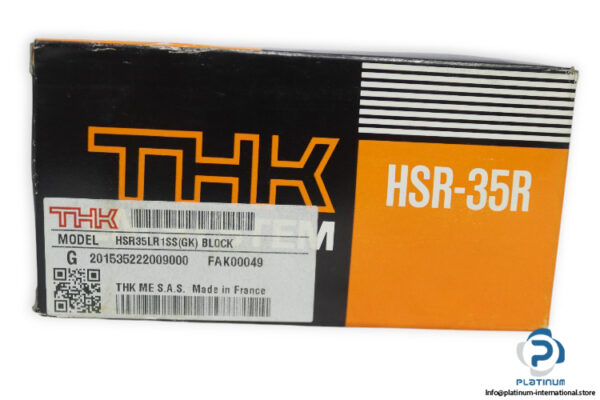 THK
HSR-35R
TEM
THK
MODEL HSR35LR1SS(GK) BLOCK
G 201535222009000 FAK00049
THK ME S.A.S. Made in France
PLATINUM
Info@platinum-international.store